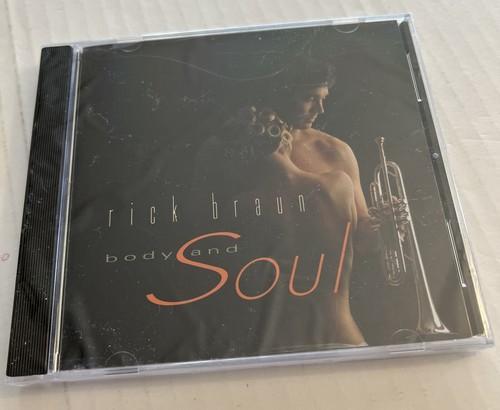 rick braun
body and
Soul